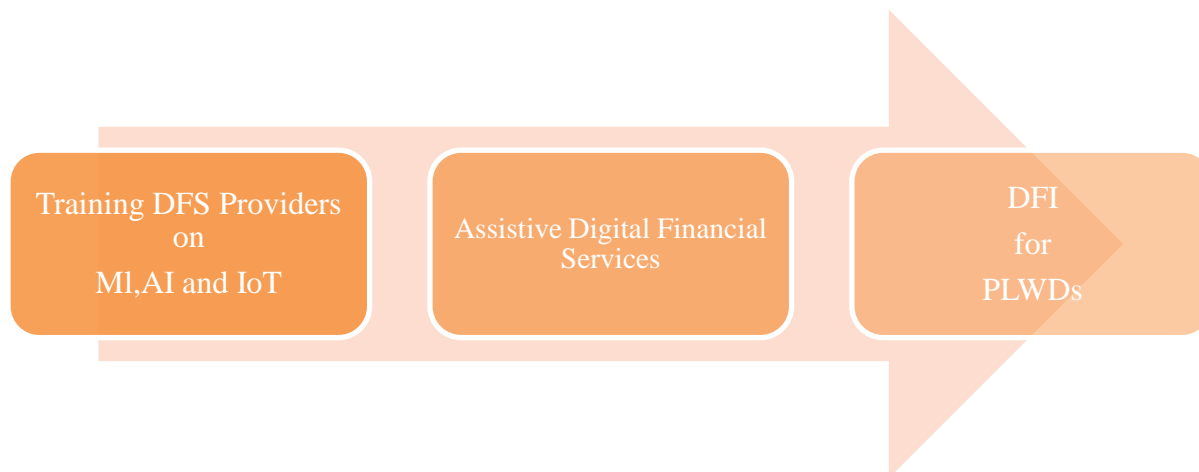 Training DFS Providers
on
Ml,AI and IoT
Assistive Digital Financial
Services
DFI
for
PLWDs